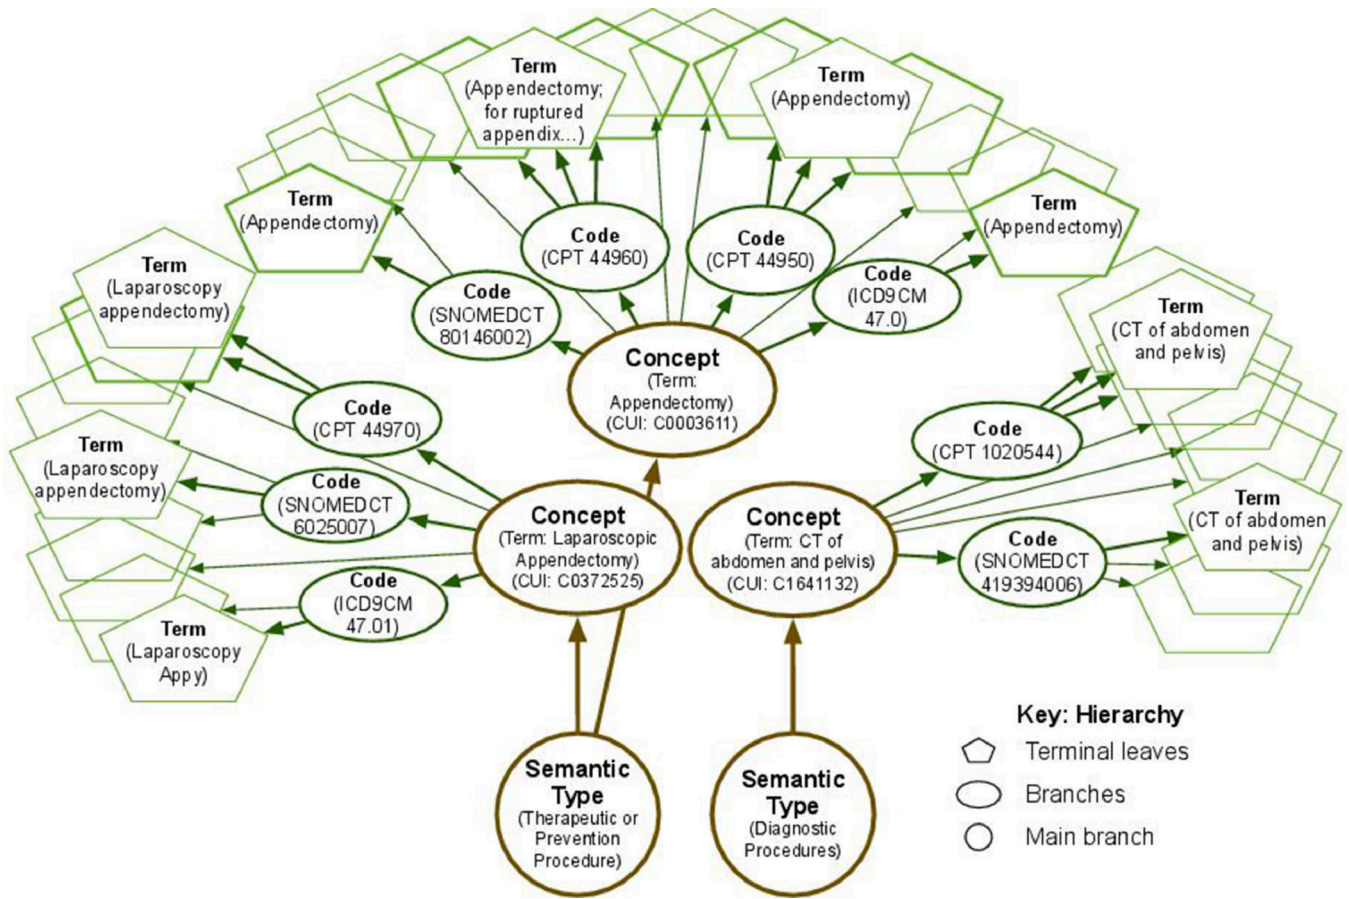 Term
(Appendectomy;
for ruptured
appendix...)
Term
(Appendectomy)
Term
(Appendectomy)
Term
(Appendectomy)
Code
(CPT 44960)
Code
(CPT 44950)
Code
(SNOMEDCT
80146002)
Code
(ICD9CM
47.0)
Term
(Laparoscopy
appendectomy)
Term
(CT of abdomen
and pelvis)
Concept
(Term:
Appendectomy)
(CUI: C0003611)
Code
(CPT 44970)
Code
(CPT 1020544)
Term
(Laparoscopy
appendectomy)
Code
(SNOMEDCT
6025007)
Term
(CT of abdomen
and pelvis)
Concept
(Term: Laparoscopic
Appendectomy)
(CUI: C0372525)
Concept
(Term: CT of
abdomen and pelvis)
(CUI: C1641132)
Code
(SNOMEDCT
419394006)
Code
(ICD9CM
47.01)
Term
(Laparoscopy
Appy)
Semantic
Type
(Therapeutic or
Prevention
Procedure)
Semantic
Type
(Diagnostic
Procedures)
Key: Hierarchy
Terminal leaves
Branches
Main branch